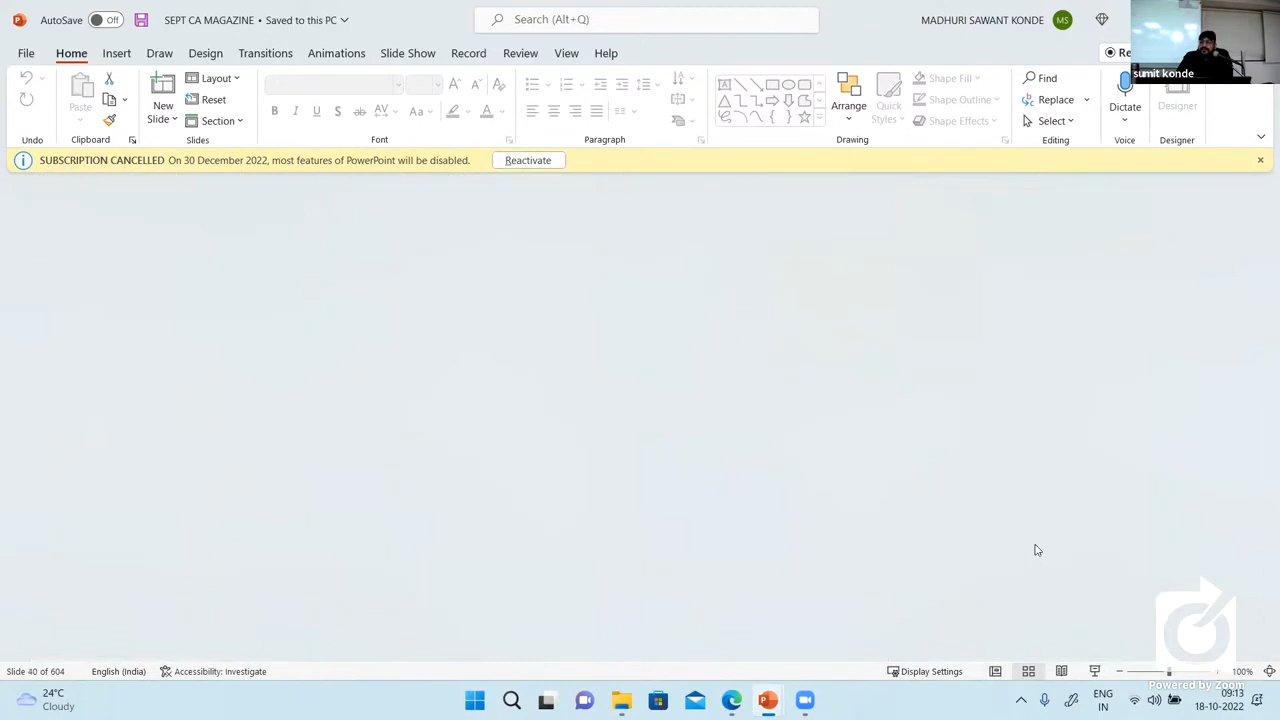 AutoSave Off SEPT CA MAGAZINE • Saved to this PC Search (Alt+Q) MADHURI SAWANT KONDE MS
File Home Insert Draw Design Transitions Animations Slide Show Record Review View Help Re
sumit konde
Paste New Slide Layout Reset Section
B I U S ab AV Aa A
Arrange Quick Styles Shape Fill Shape Outline Shape Effects
Find Replace Select Dictate Designer
Undo Clipboard Slides Font Paragraph Drawing Editing Voice Designer
SUBSCRIPTION CANCELLED On 30 December 2022, most features of PowerPoint will be disabled. Reactivate
Powered by Zoom
Slide 40 of 604 English (India) Accessibility: Investigate Display Settings 100%
24°C
Cloudy
ENG
IN
09:13
18-10-2022